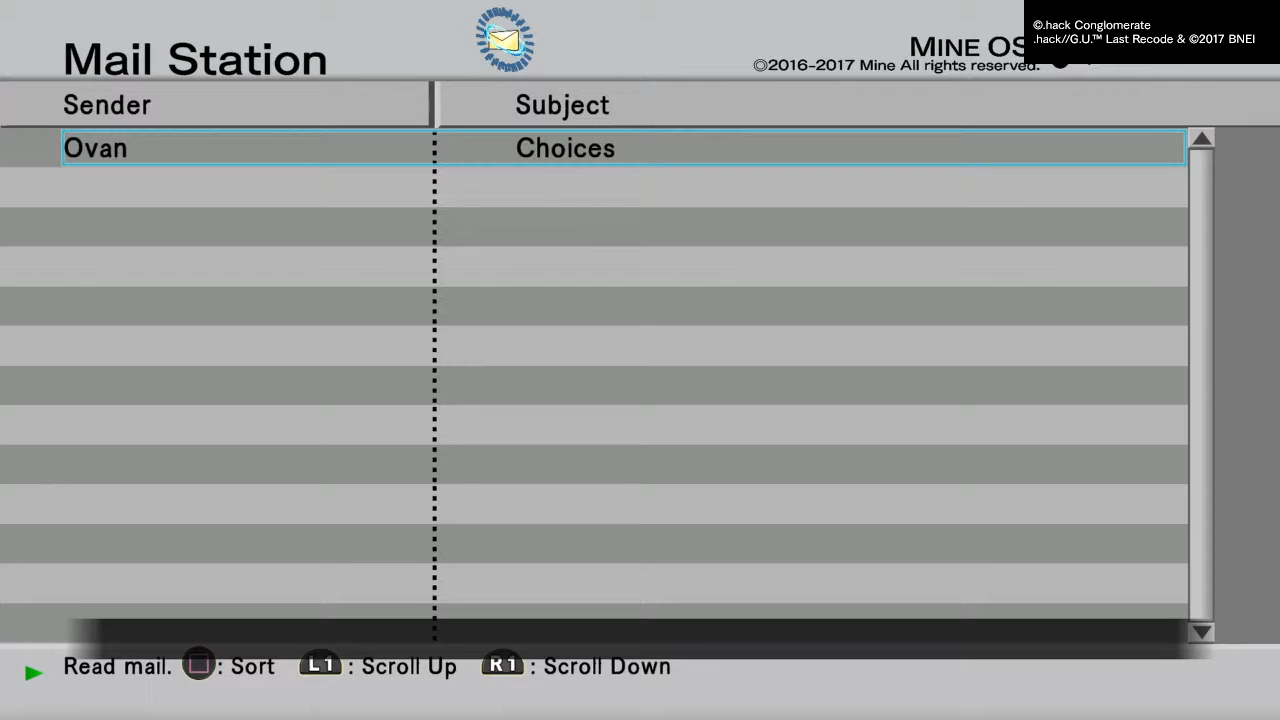 ©.hack Conglomerate
.hack//G.U.™ Last Recode & ©2017 BNEI
Mail Station
MINE OS
©2016-2017 Mine All rights reserved.
Sender Subject
Ovan Choices
Read mail. : Sort L1 : Scroll Up R1 : Scroll Down